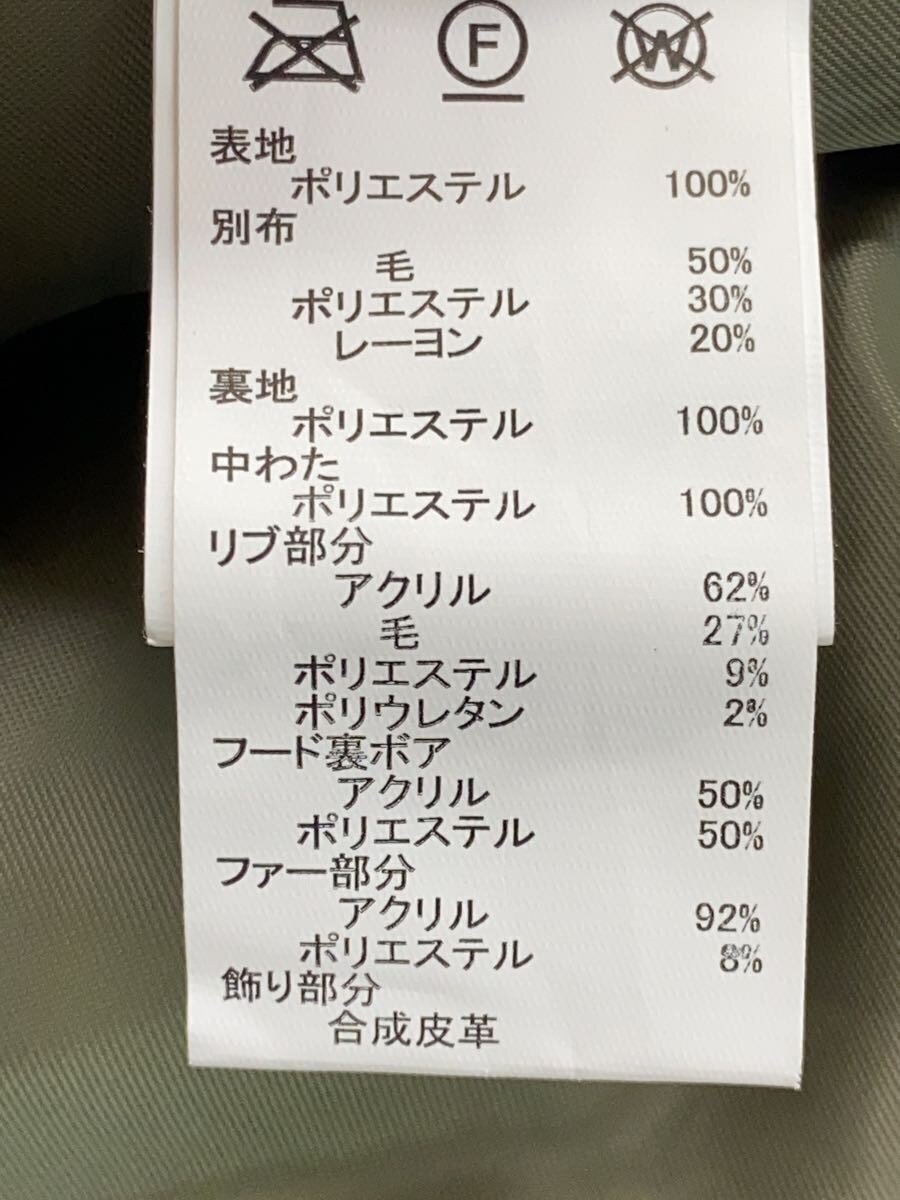 F W
表地
ポリエステル 100%
別布
毛 50%
ポリエステル 30%
レーヨン 20%
裏地
ポリエステル 100%
中わた
ポリエステル 100%
リブ部分
アクリル 62%
毛 27%
ポリエステル 9%
ポリウレタン 2%
フード裏ボア
アクリル 50%
ポリエステル 50%
ファー部分
アクリル 92%
ポリエステル 8%
飾り部分
合成皮革